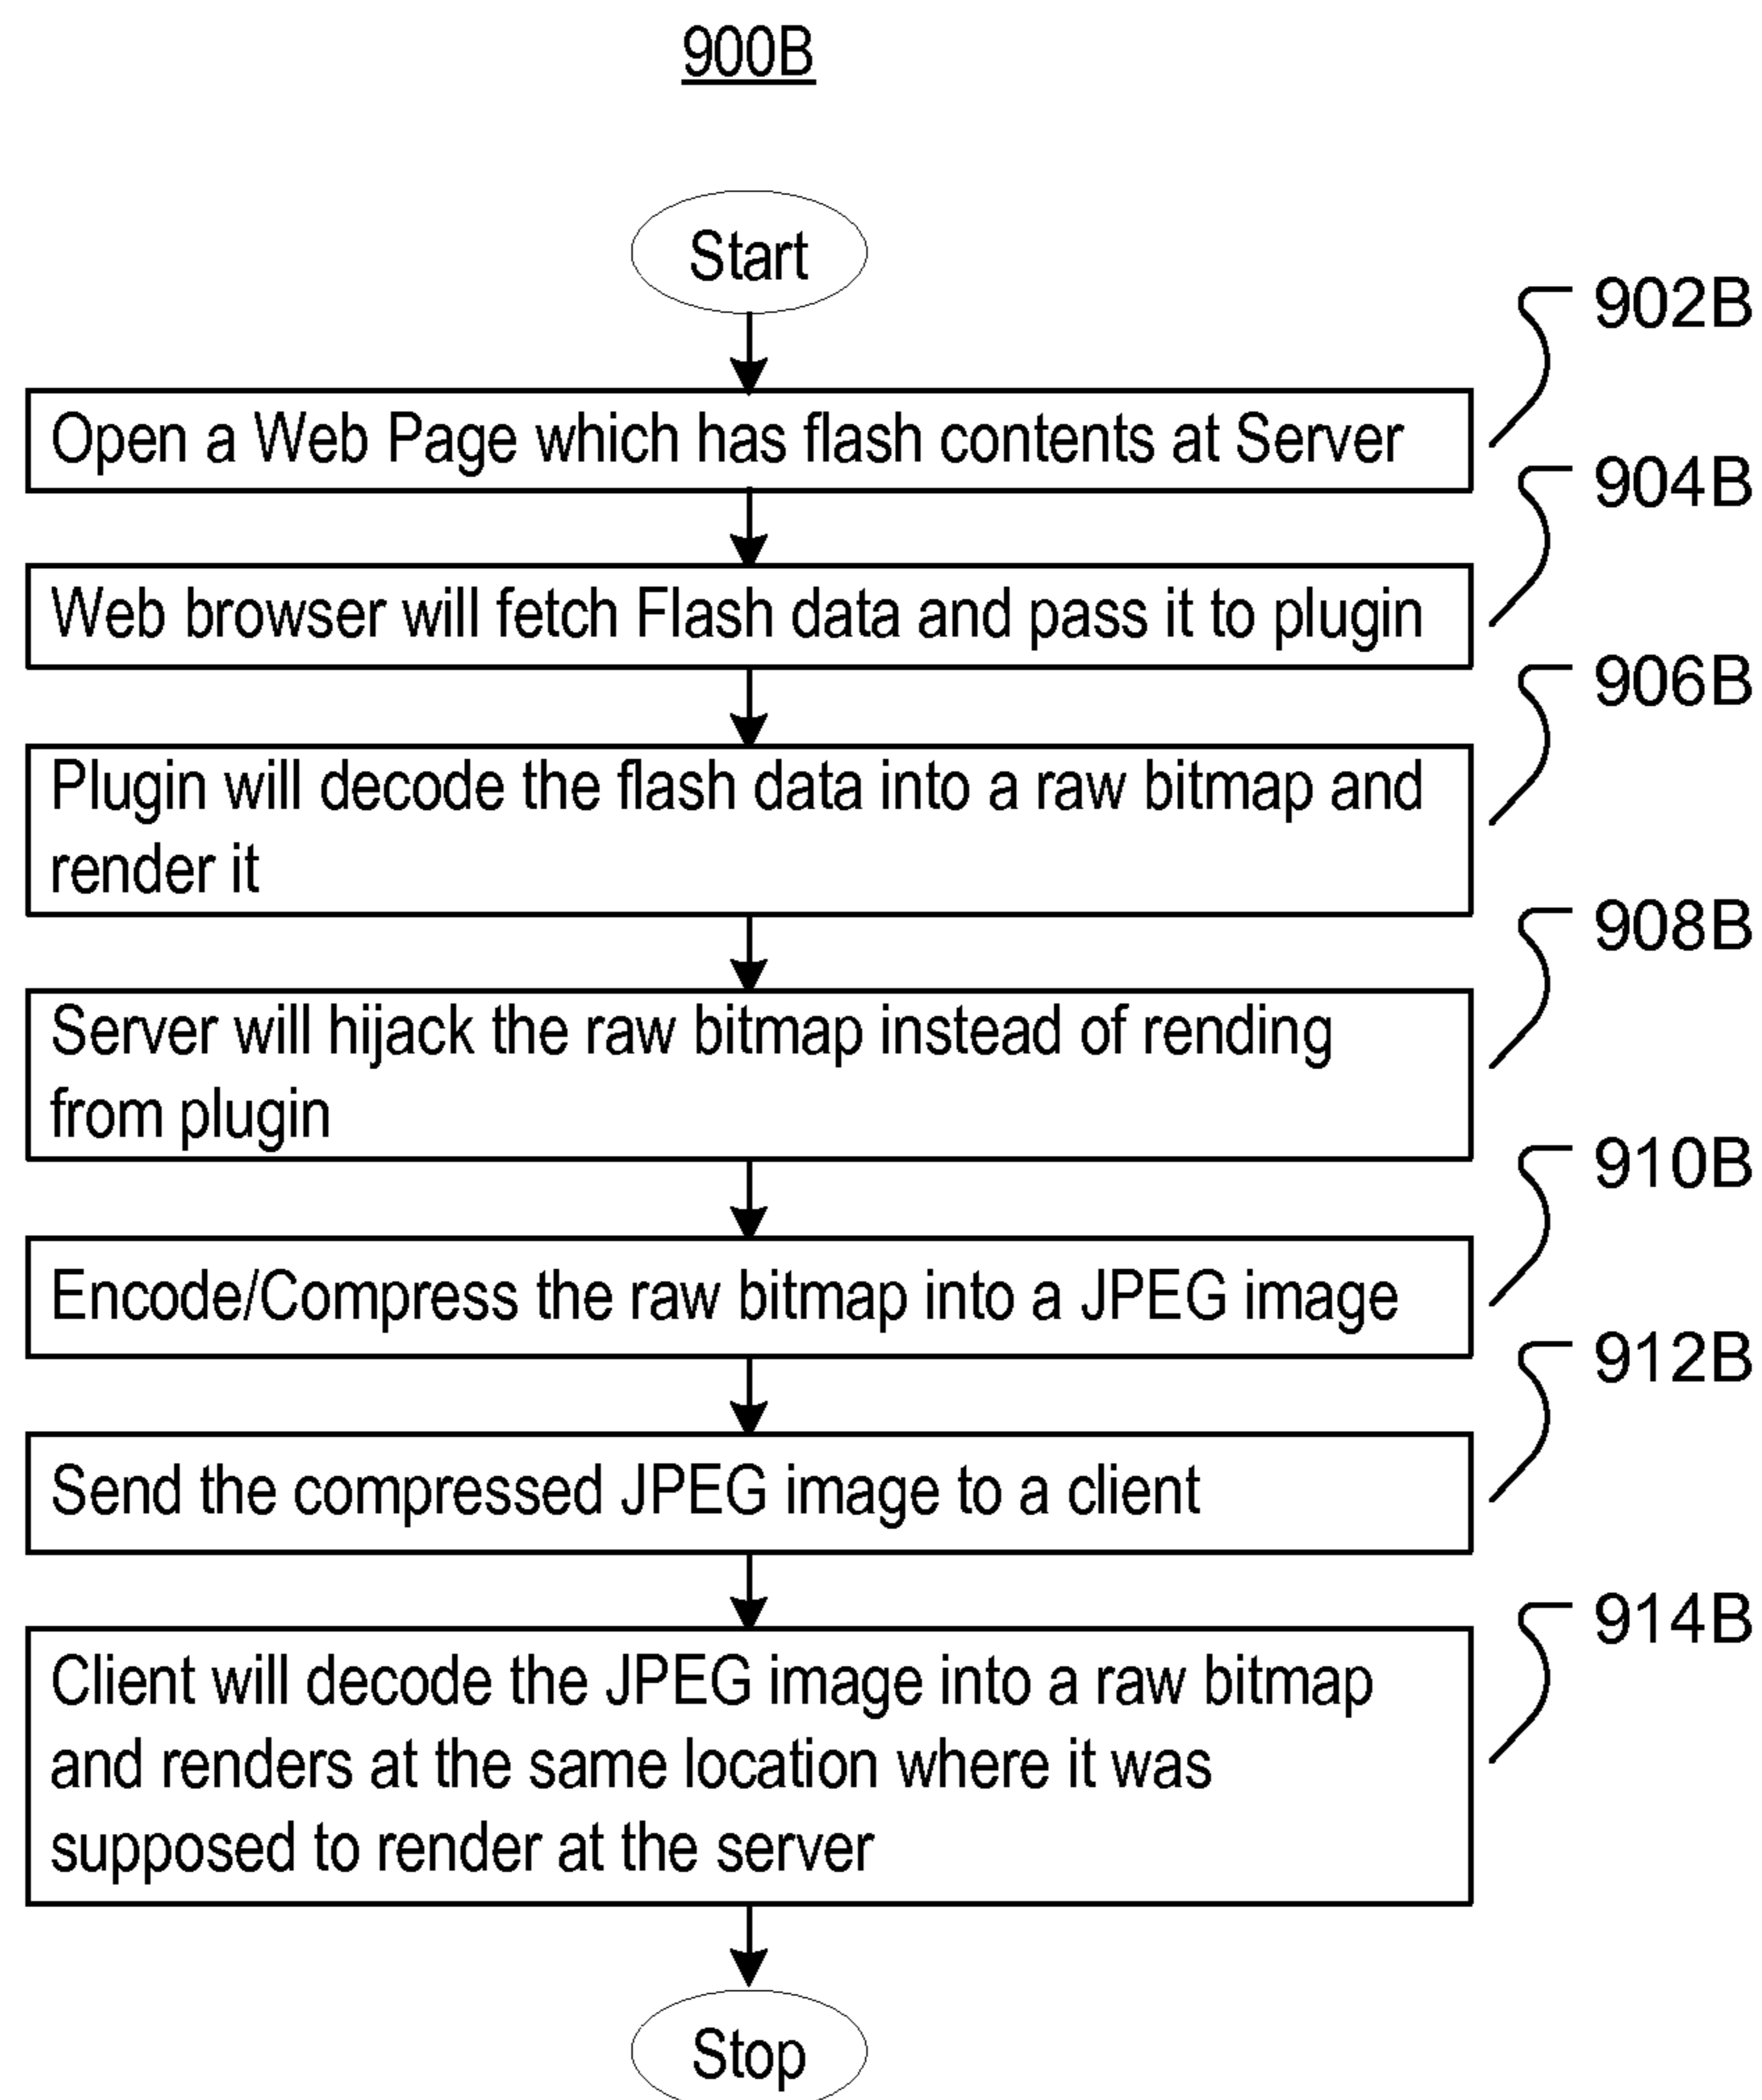 900B
Start
902B
Open a Web Page which has flash contents at Server
904B
Web browser will fetch Flash data and pass it to plugin
906B
Plugin will decode the flash data into a raw bitmap and
render it
908B
Server will hijack the raw bitmap instead of rending
from plugin
910B
Encode/Compress the raw bitmap into a JPEG image
912B
Send the compressed JPEG image to a client
914B
Client will decode the JPEG image into a raw bitmap
and renders at the same location where it was
supposed to render at the server
Stop